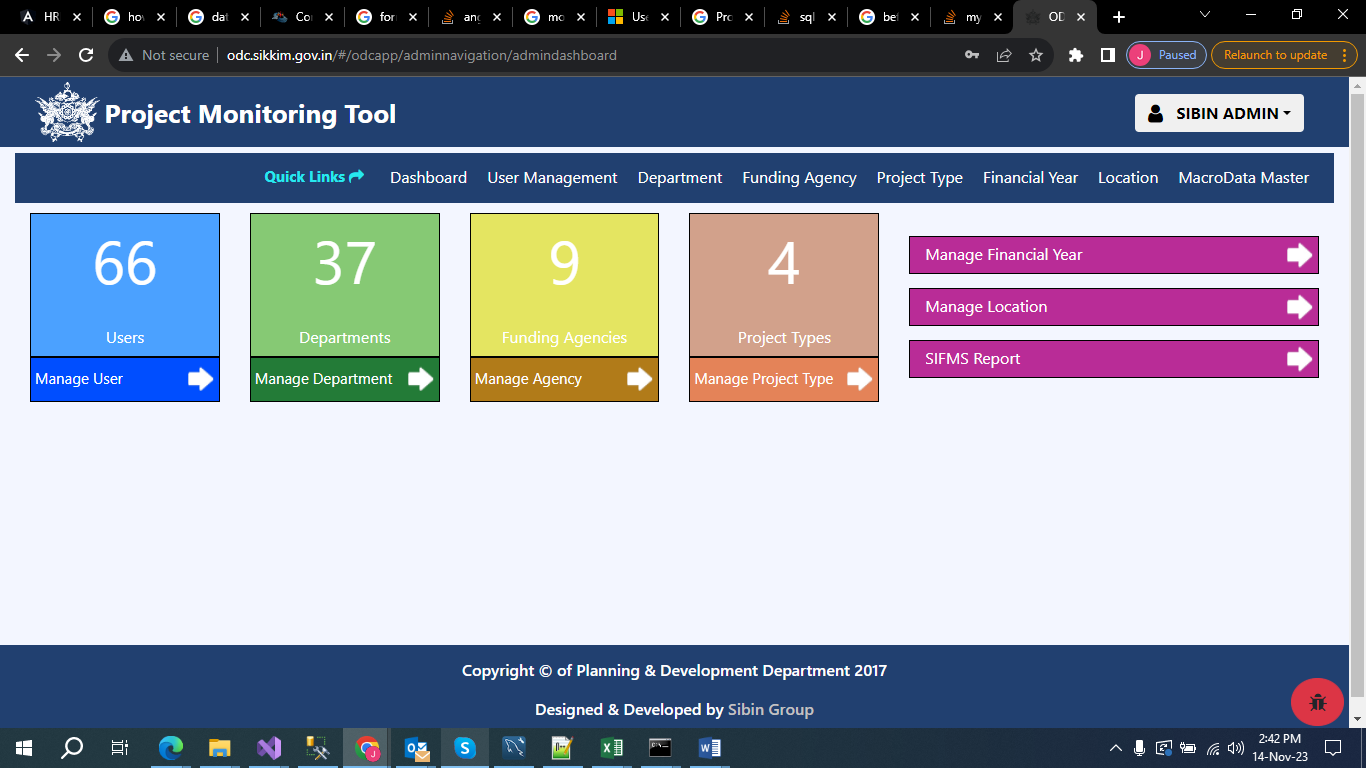 HR
how
dat
Co
for
ang
mo
Use
Pro
sql
bef
my
OD
Not secure
odc.sikkim.gov.in/#/odcapp/adminnavigation/admindashboard
J Paused
Relaunch to update
Project Monitoring Tool
SIBIN ADMIN
Quick Links Dashboard User Management Department Funding Agency Project Type Financial Year Location MacroData Master
66
Users
Manage User
37
Departments
Manage Department
9
Funding Agencies
Manage Agency
4
Project Types
Manage Project Type
Manage Financial Year
Manage Location
SIFMS Report
Copyright © of Planning & Development Department 2017
Designed & Developed by Sibin Group
2:42 PM
14-Nov-23